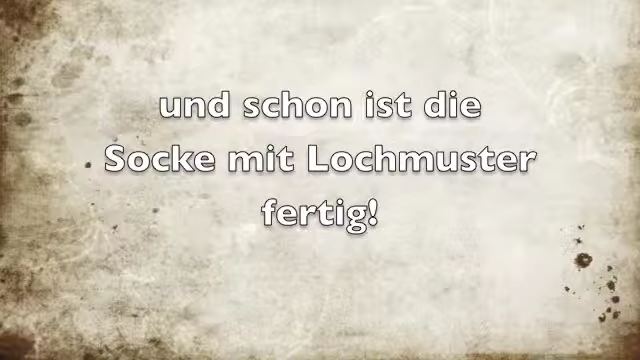 und schon ist die
Socke mit Lochmuster
fertig!